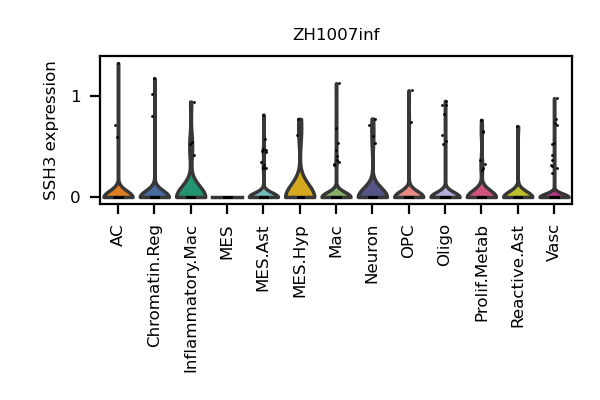 ZH1007inf
SSH3 expression
1
0
AC
Chromatin.Reg
Inflammatory.Mac
MES
MES.Ast
MES.Hyp
Mac
Neuron
OPC
Oligo
Prolif.Metab
Reactive.Ast
Vasc